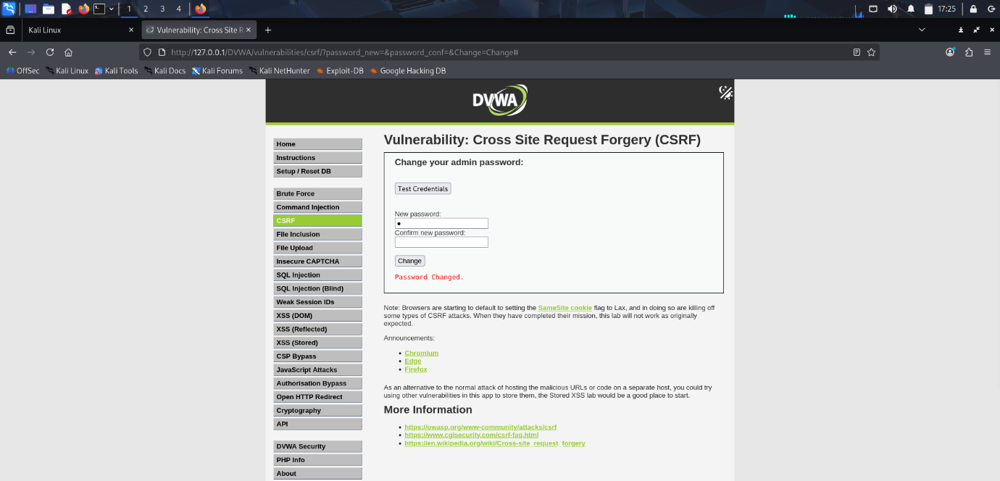 1 2 3 4 17:25
Kali Linux
Vulnerability: Cross Site R
http://127.0.0.1/DVWA/vulnerabilities/csrf/?password_new=&password_conf=&Change=Change#
OffSec Kali Linux Kali Tools Kali Docs Kali Forums Kali NetHunter Exploit-DB Google Hacking DB
DVWA
Home
Instructions
Setup / Reset DB
Brute Force
Command Injection
CSRF
File Inclusion
File Upload
Insecure CAPTCHA
SQL Injection
SQL Injection (Blind)
Weak Session IDs
XSS (DOM)
XSS (Reflected)
XSS (Stored)
CSP Bypass
JavaScript Attacks
Authorisation Bypass
Open HTTP Redirect
Cryptography
API
DVWA Security
PHP Info
About
Vulnerability: Cross Site Request Forgery (CSRF)
Change your admin password:
Test Credentials
New password:
Confirm new password:
Change
Password Changed.
Note: Browsers are starting to default to setting the SameSite cookie flag to Lax, and in doing so are killing off
some types of CSRF attacks. When they have completed their mission, this lab will not work as originally
expected.
Announcements:
Chromium
Edge
Firefox
As an alternative to the normal attack of hosting the malicious URLs or code on a separate host, you could try
using other vulnerabilities in this app to store them, the Stored XSS lab would be a good place to start.
More Information
https://owasp.org/www-community/attacks/csrf
https://www.cgisecurity.com/csrf-faq.html
https://en.wikipedia.org/wiki/Cross-site_request_forgery